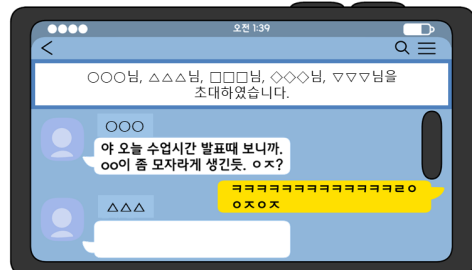 오전 1:39
○○○님, △△△님, □□□님, ◇◇◇님, ▽▽▽님을
초대하였습니다.
○○○
야 오늘 수업시간 발표때 보니까.
oo이 좀 모자라게 생긴듯. ㅇㅈ?
ㅋㅋㅋㅋㅋㅋㅋㅋㅋㅋㅋㅋㅋㄹㅇ
ㅇㅈㅇㅈ
△△△